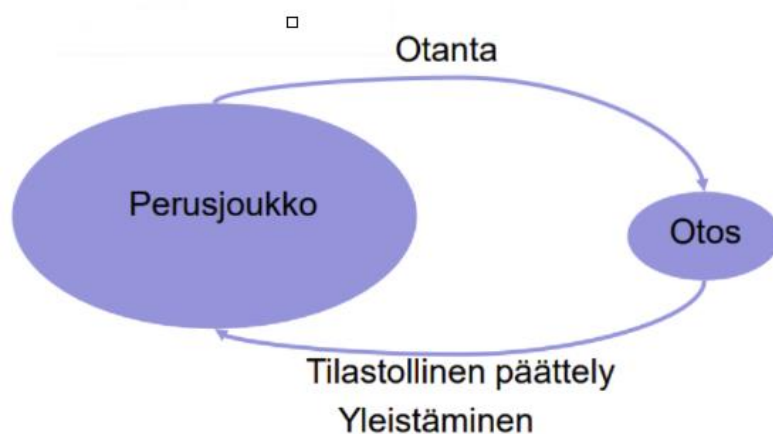 Otanta
Perusjoukko
Otos
Tilastollinen päättely
Yleistäminen